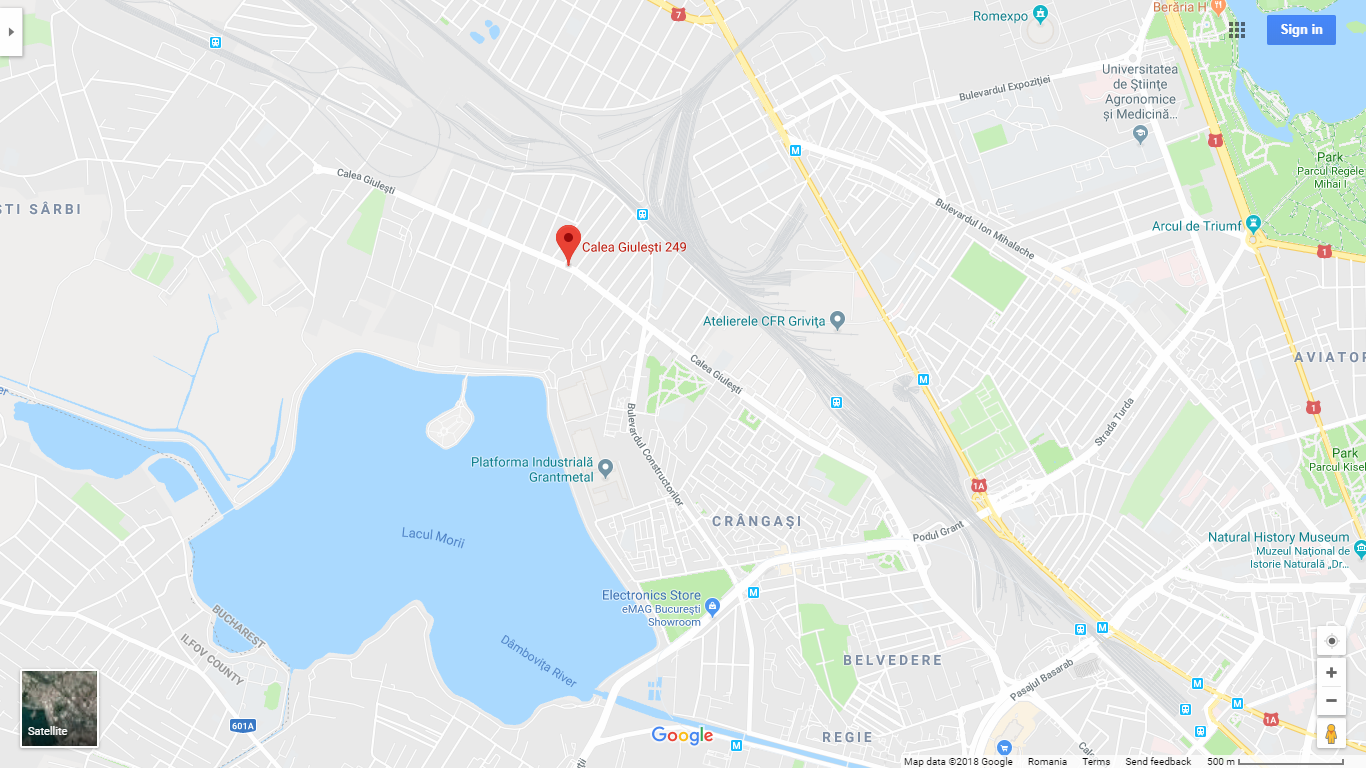 7
Romexpo
Berăria H
Sign in
Universitatea
de Științe
Agronomice
și Medicină...
Bulevardul Expoziției
M
1
Park
Parcul Regele
Mihai I
Calea Giulești
STI SÂRBI
Bulevardul Ion Mihalache
Arcul de Triumf
1
Calea Giulești 249
Atelierele CFR Grivița
Calea Giulești
AVIATOR
M
1
Strada Turda
Bulevardul Constructorilor
Park
Parcul Kisel
Platforma Industrială
Grantmetal
1A
CRÂNGAȘI
Podul Grant
Lacul Morii
Natural History Museum
Muzeul Național de
Istorie Naturală „Dr...
Electronics Store
eMAG București
Showroom
M
BUCHAREST
ILFOV COUNTY
M
Dâmbovița River
BELVEDERE
Pasajul Basarab
M
M
601A
Satellite
1A
Google
M
REGIE
Map data ©2018 Google
Romania
Terms
Send feedback
500 m